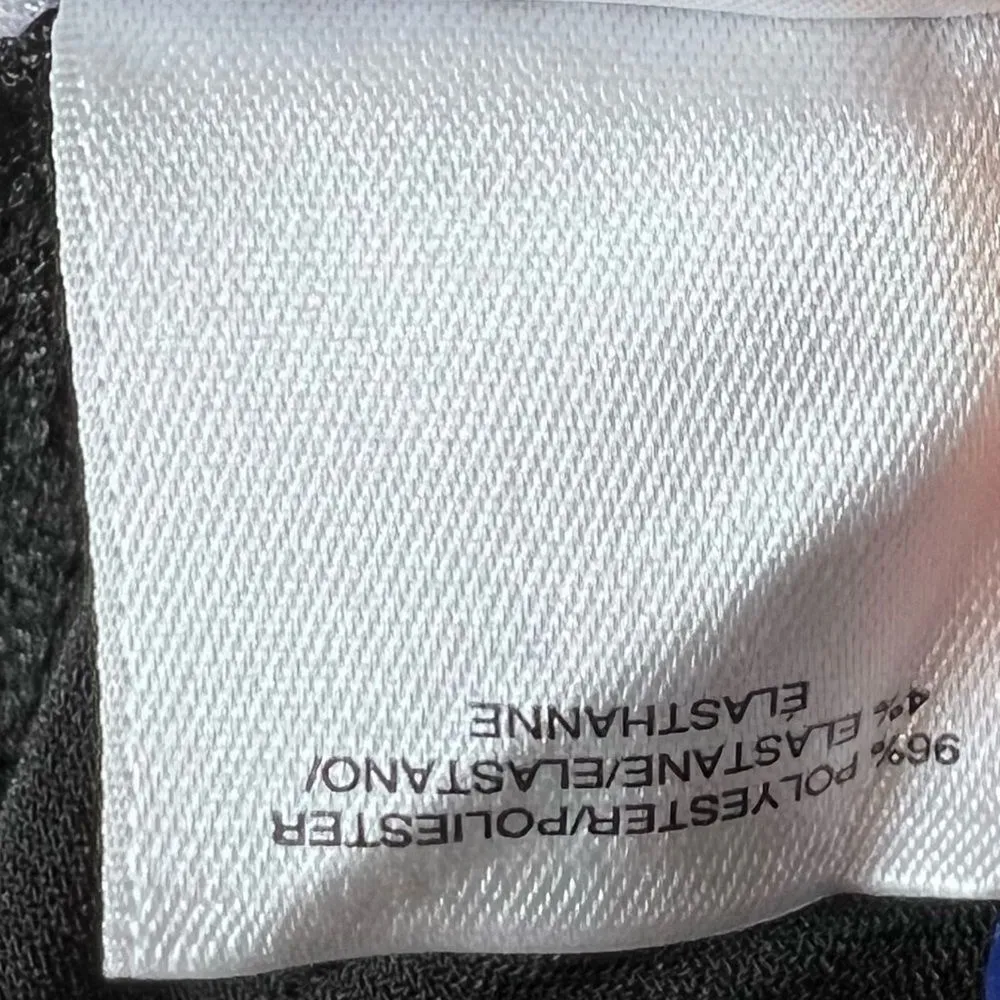 96% POLYESTER/POLIESTER
4% ELASTANE/ELASTANO/
ÉLASTHANNE